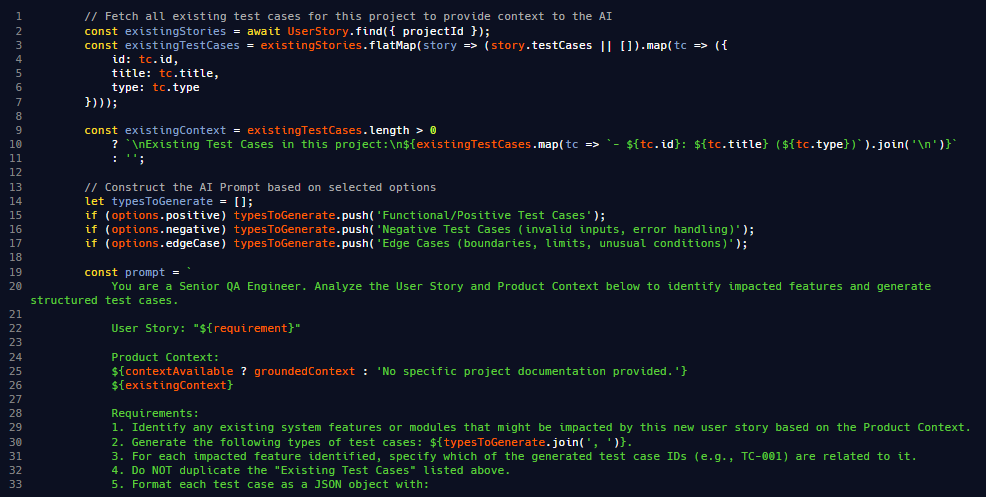 1 // Fetch all existing test cases for this project to provide context to the AI
2 const existingStories = await UserStory.find({ projectId });
3 const existingTestCases = existingStories.flatMap(story => (story.testCases || []).map(tc => ({
4 id: tc.id,
5 title: tc.title,
6 type: tc.type
7 })));
8
9 const existingContext = existingTestCases.length > 0
10 ? `\nExisting Test Cases in this project:\n${existingTestCases.map(tc => `- ${tc.id}: ${tc.title} (${tc.type})`).join('\n')}`
11 : '';
12
13 // Construct the AI Prompt based on selected options
14 let typesToGenerate = [];
15 if (options.positive) typesToGenerate.push('Functional/Positive Test Cases');
16 if (options.negative) typesToGenerate.push('Negative Test Cases (invalid inputs, error handling)');
17 if (options.edgeCase) typesToGenerate.push('Edge Cases (boundaries, limits, unusual conditions)');
18
19 const prompt = `
20 You are a Senior QA Engineer. Analyze the User Story and Product Context below to identify impacted features and generate
structured test cases.
21
22 User Story: "${requirement}"
23
24 Product Context:
25 ${contextAvailable ? groundedContext : 'No specific project documentation provided.'}
26 ${existingContext}
27
28 Requirements:
29 1. Identify any existing system features or modules that might be impacted by this new user story based on the Product Context.
30 2. Generate the following types of test cases: ${typesToGenerate.join(', ')}.
31 3. For each impacted feature identified, specify which of the generated test case IDs (e.g., TC-001) are related to it.
32 4. Do NOT duplicate the "Existing Test Cases" listed above.
33 5. Format each test case as a JSON object with: